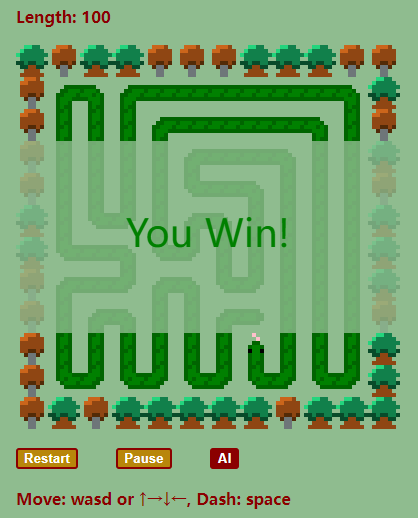 Length: 100
You Win!
Restart Pause AI
Move: wasd or ↑→↓←, Dash: space